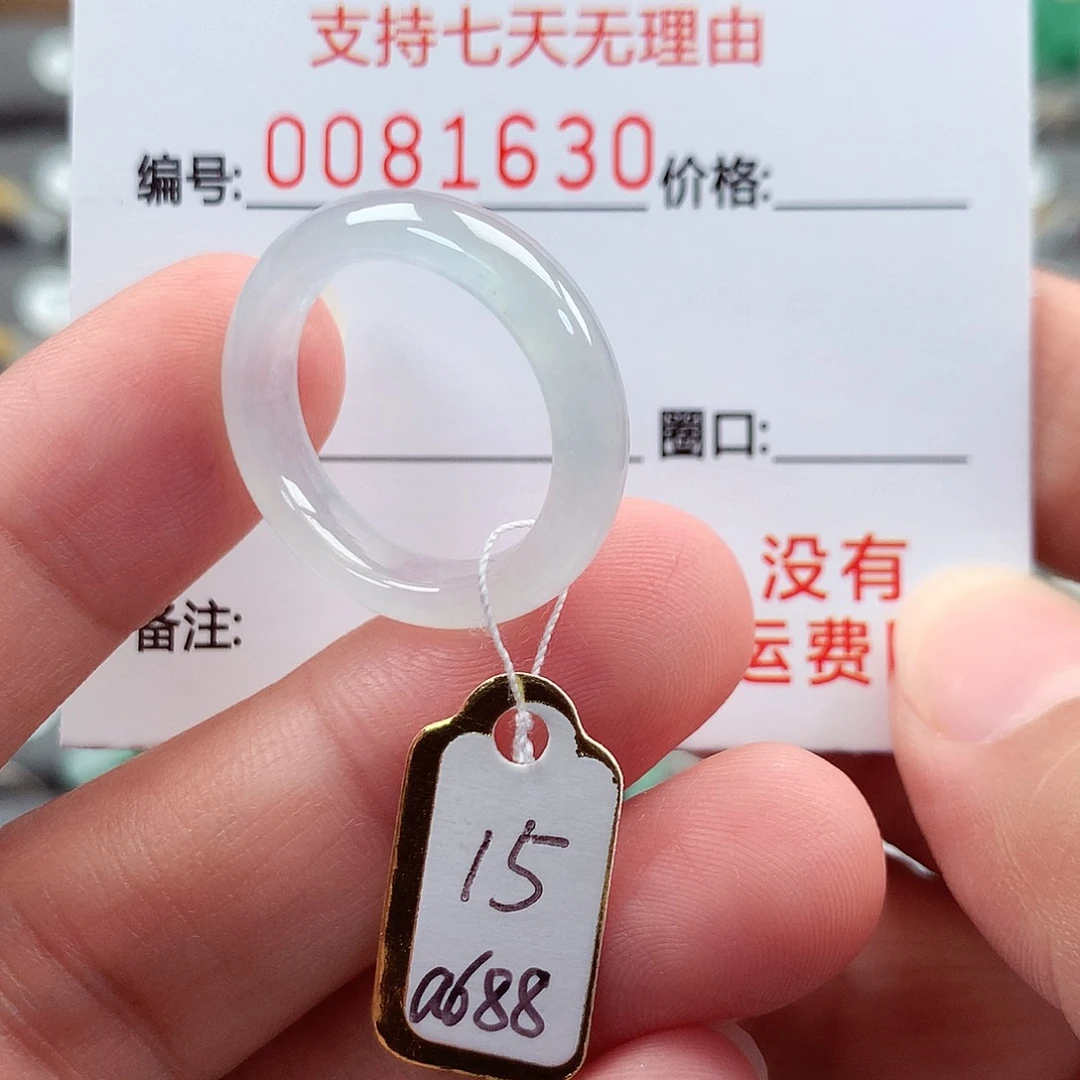 支持七天无理由
编号: 0081630 价格:
圈口:
没有
备注:
运费
15
a688